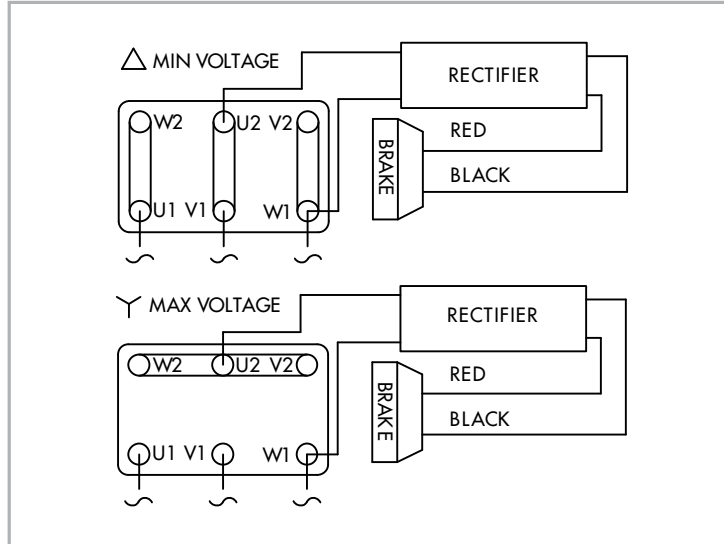 △ MIN VOLTAGE
RECTIFIER
W2 U2 V2
RED
BRAKE
BLACK
U1 V1 W1
MAX VOLTAGE
RECTIFIER
W2 U2 V2
RED
BRAKE
BLACK
U1 V1 W1